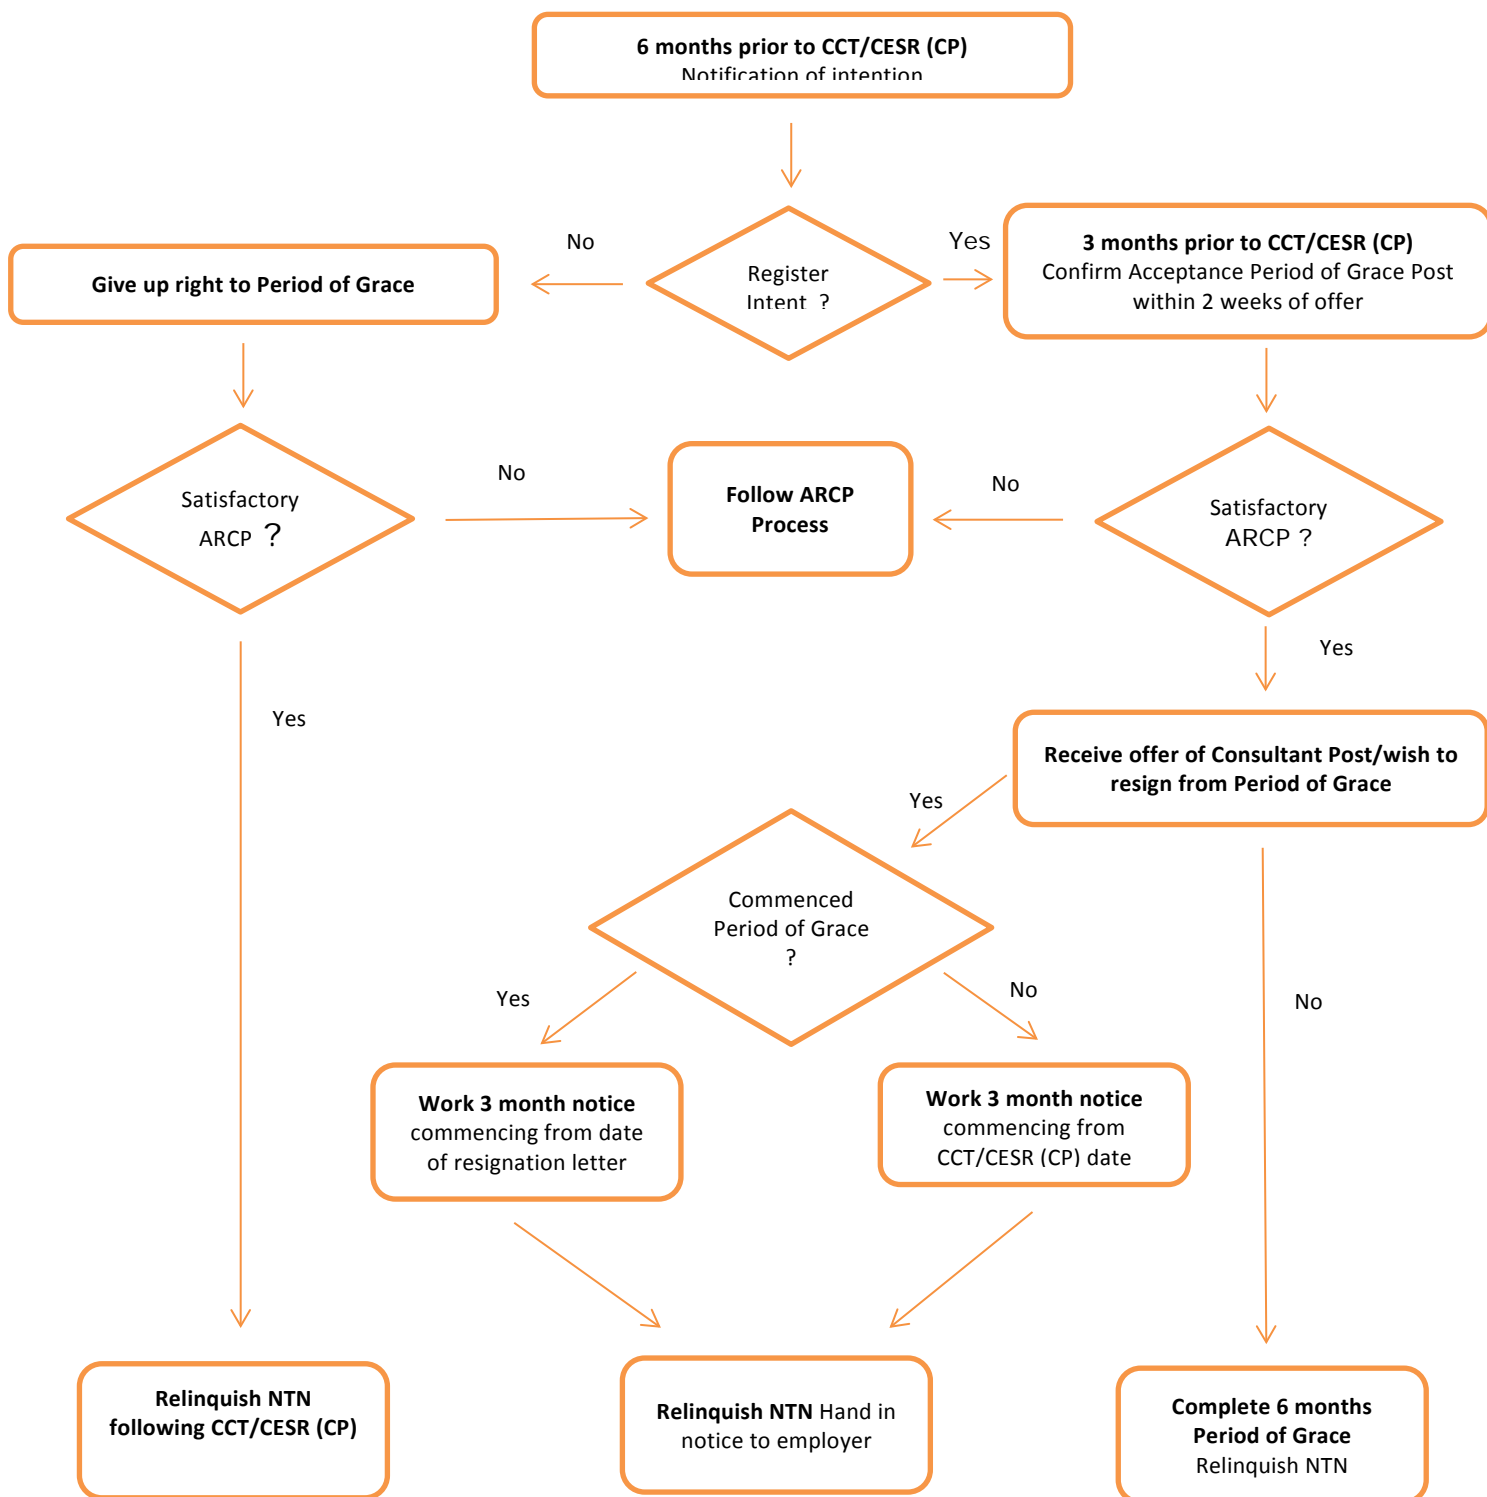 6 months prior to CCT/CESR (CP)
Notification of intention
No
Yes
Register
Intent ?
Give up right to Period of Grace
3 months prior to CCT/CESR (CP)
Confirm Acceptance Period of Grace Post
within 2 weeks of offer
Satisfactory
ARCP ?
No
Follow ARCP
Process
No
Satisfactory
ARCP ?
Yes
Yes
Receive offer of Consultant Post/wish to
resign from Period of Grace
Yes
Commenced
Period of Grace
?
Yes
No
No
Work 3 month notice
commencing from date
of resignation letter
Work 3 month notice
commencing from
CCT/CESR (CP) date
Relinquish NTN
following CCT/CESR (CP)
Relinquish NTN Hand in
notice to employer
Complete 6 months
Period of Grace
Relinquish NTN